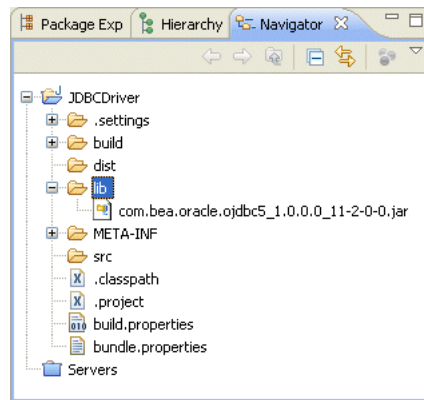 Package Exp Hierarchy Navigator
JDBCDriver
.settings
build
dist
lib
com.bea.oracle.ojdbc5_1.0.0.0_11-2-0-0.jar
META-INF
src
.classpath
.project
build.properties
bundle.properties
Servers